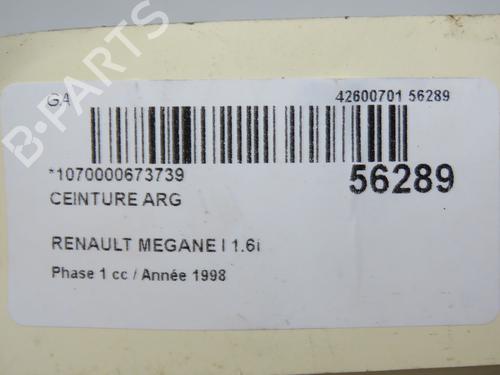 GA 42600701 56289
*1070000673739 56289
CEINTURE ARG
RENAULT MEGANE I 1.6i
Phase 1 cc / Année 1998
B-PARTS